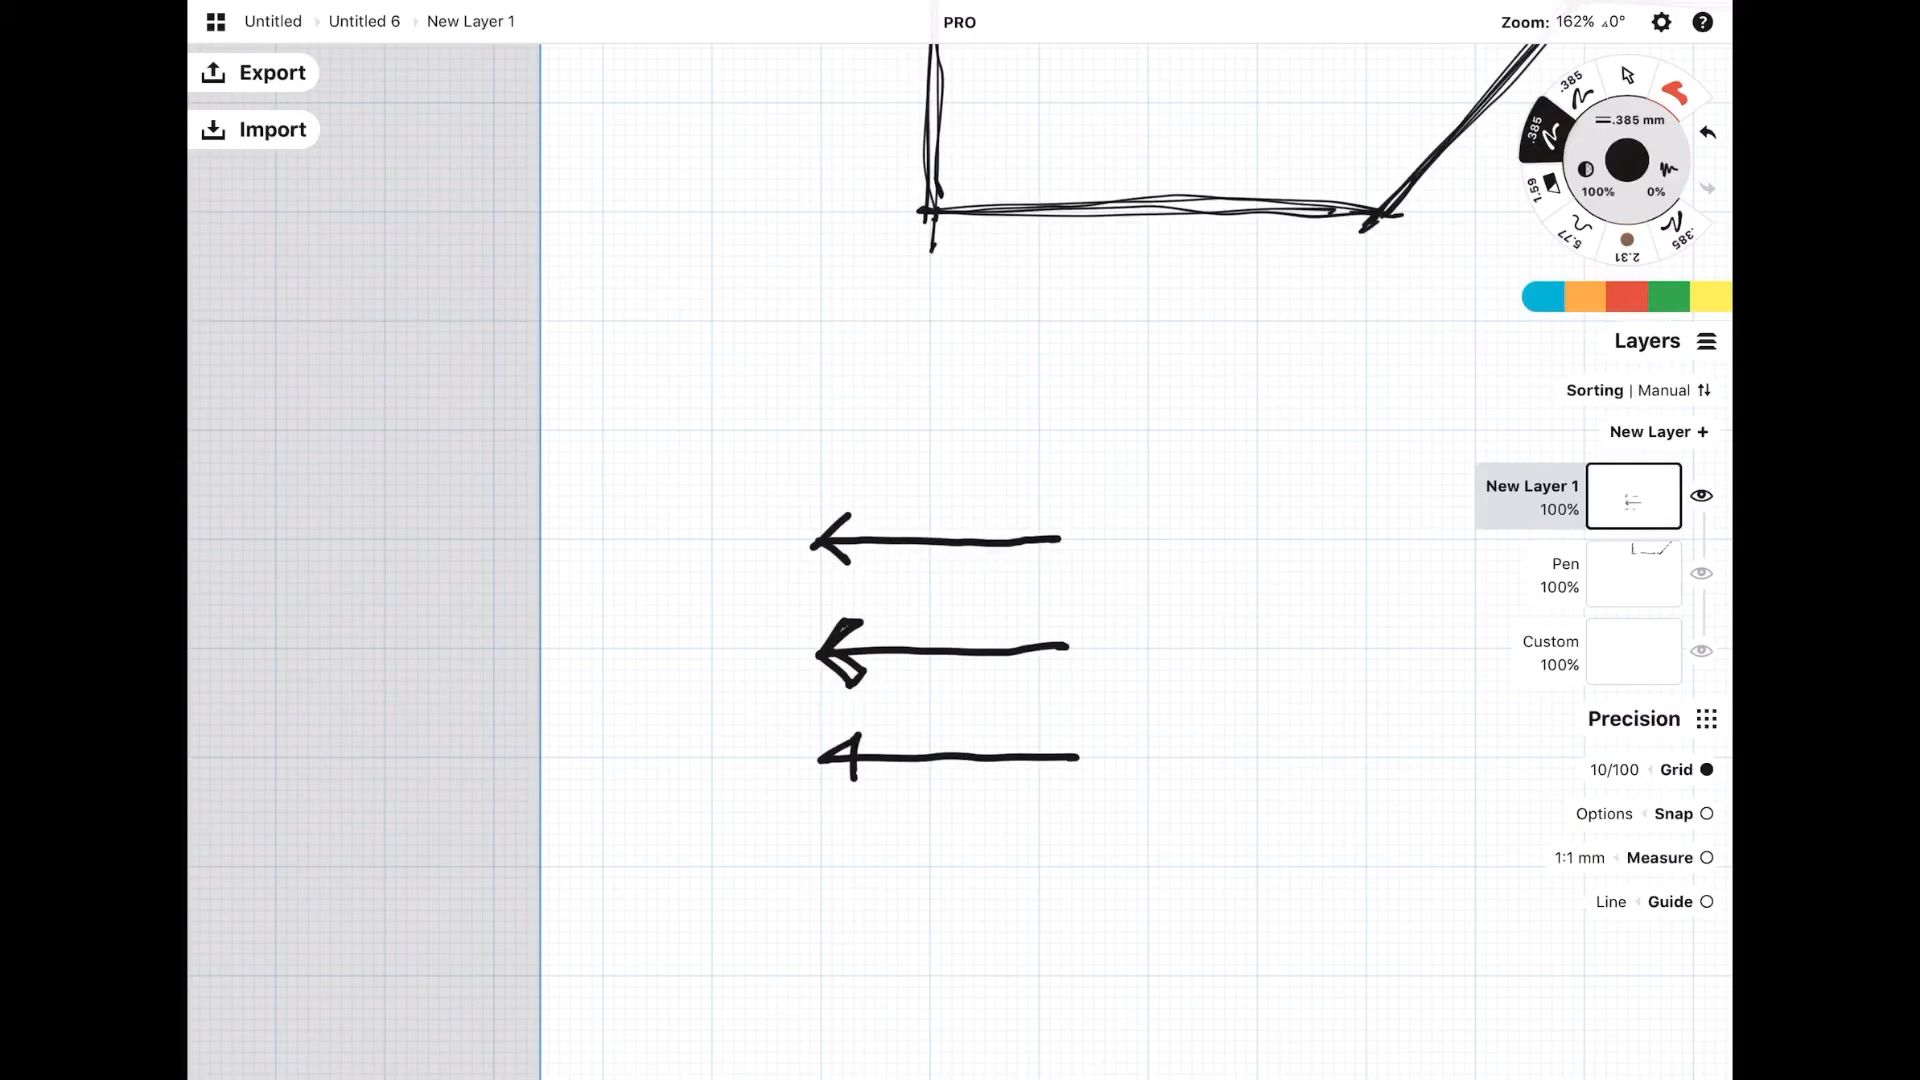 Untitled Untitled 6 New Layer 1
PRO
Zoom: 162% 0°
Export
Import
.385
.385
1.59
5.77
2.31
.385
.385 mm
100% 0%
Layers
Sorting | Manual
New Layer +
New Layer 1
100%
Pen
100%
Custom
100%
Precision
10/100 Grid
Options Snap
1:1 mm Measure
Line Guide